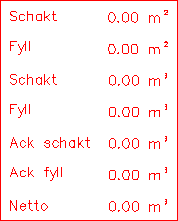 Schakt 0.00 m²
Fyll 0.00 m²
Schakt 0.00 m³
Fyll 0.00 m³
Ack schakt 0.00 m³
Ack fyll 0.00 m³
Netto 0.00 m³